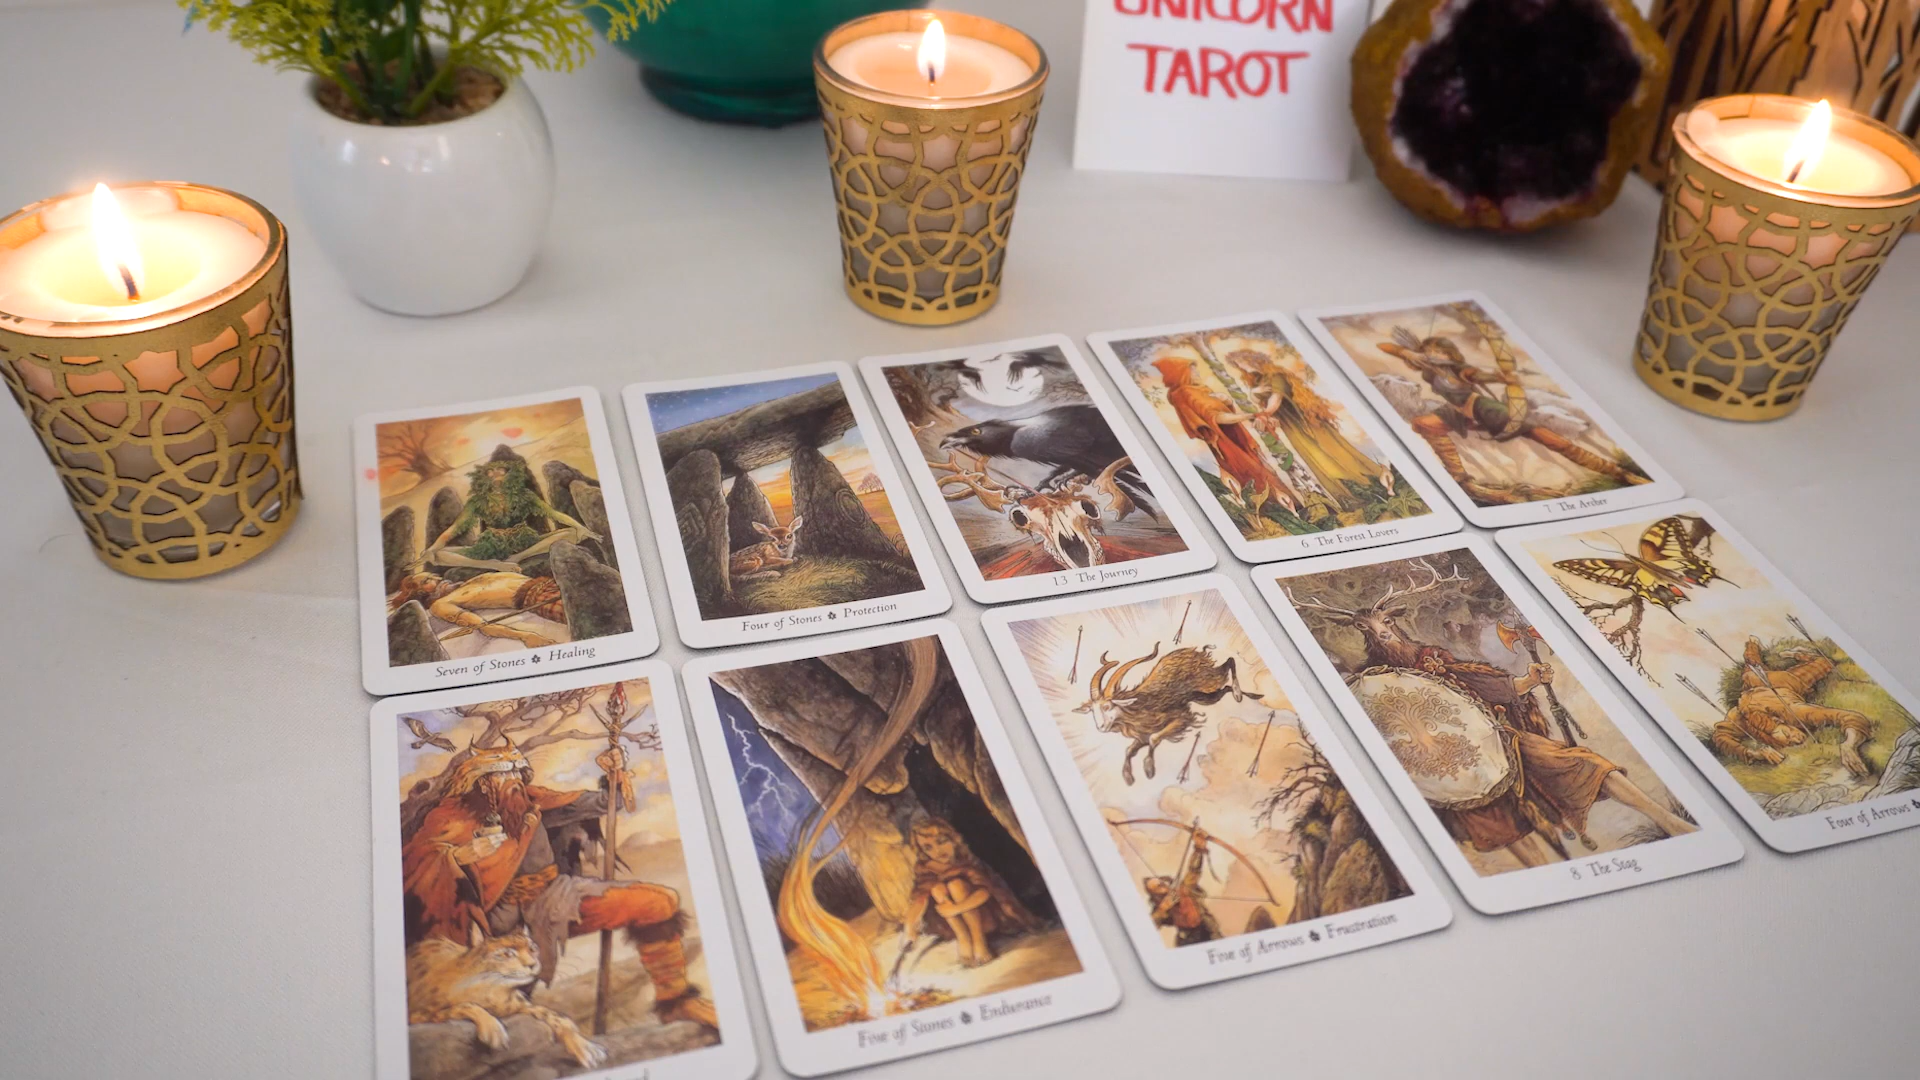 UNICORN
TAROT
Seven of Stones Healing
Four of Stones Protection
13 The Journey
6 The Forest Lovers
7 The Archer
Five of Stones Endurance
Five of Arrows Frustration
8 The Stag
Four of Arrows